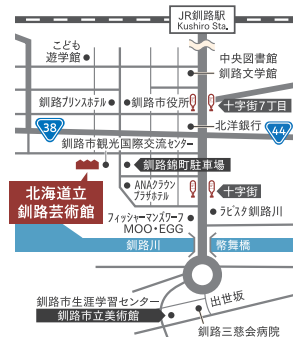 JR釧路駅
Kushiro Sta.
こども
遊学館
中央図書館
釧路文学館
釧路プリンスホテル
釧路市役所
十字街7丁目
38
北洋銀行
44
釧路市観光国際交流センター
釧路錦町駐車場
北海道立
釧路芸術館
ANAクラウン
プラザホテル
十字街
フィッシャーマンズワーフ
MOO・EGG
ラビスタ釧路川
釧路川
幣舞橋
釧路市生涯学習センター
釧路市立美術館
出世坂
釧路三慈会病院